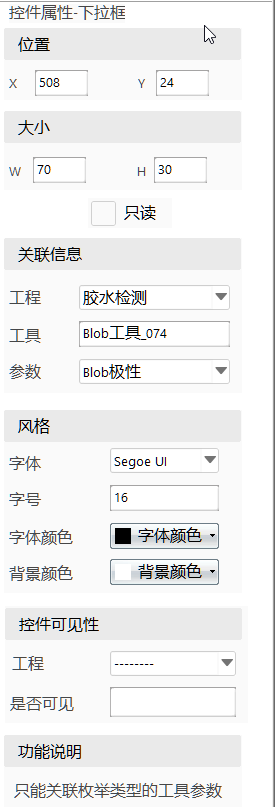 控件属性-下拉框
位置
X 508 Y 24
大小
W 70 H 30
只读
关联信息
工程 胶水检测
工具 Blob工具_074
参数 Blob极性
风格
字体 Segoe UI
字号 16
字体颜色 字体颜色
背景颜色 背景颜色
控件可见性
工程 --------
是否可见
功能说明
只能关联枚举类型的工具参数